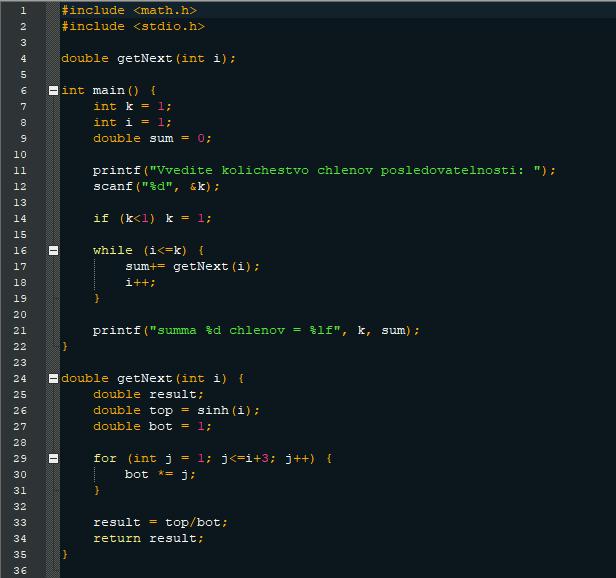 1 #include <math.h>
2 #include <stdio.h>
3
4 double getNext(int i);
5
6 int main() {
7 int k = 1;
8 int i = 1;
9 double sum = 0;
10
11 printf("Vvedite kolichestvo chlenov posledovatelnosti: ");
12 scanf("%d", &k);
13
14 if (k<1) k = 1;
15
16 while (i<=k) {
17 sum+= getNext(i);
18 i++;
19 }
20
21 printf("summa %d chlenov = %lf", k, sum);
22 }
23
24 double getNext(int i) {
25 double result;
26 double top = sinh(i);
27 double bot = 1;
28
29 for (int j = 1; j<=i+3; j++) {
30 bot *= j;
31 }
32
33 result = top/bot;
34 return result;
35 }
36